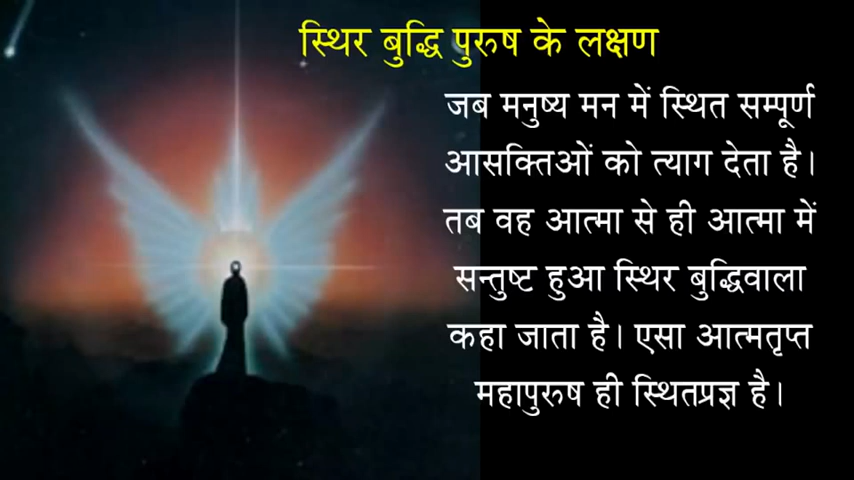 स्थिर बुद्धि पुरुष के लक्षण
जब मनुष्य मन में स्थित सम्पूर्ण
आसक्तिओं को त्याग देता है।
तब वह आत्मा से ही आत्मा में
सन्तुष्ट हुआ स्थिर बुद्धिवाला
कहा जाता है। एसा आत्मतृप्त
महापुरुष ही स्थितप्रज्ञ है।